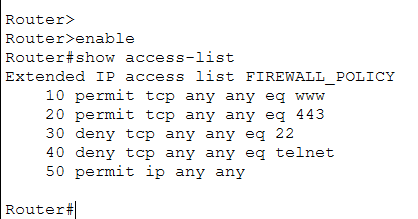 Router>
Router>enable
Router#show access-list
Extended IP access list FIREWALL_POLICY
    10 permit tcp any any eq www
    20 permit tcp any any eq 443
    30 deny tcp any any eq 22
    40 deny tcp any any eq telnet
    50 permit ip any any
Router#